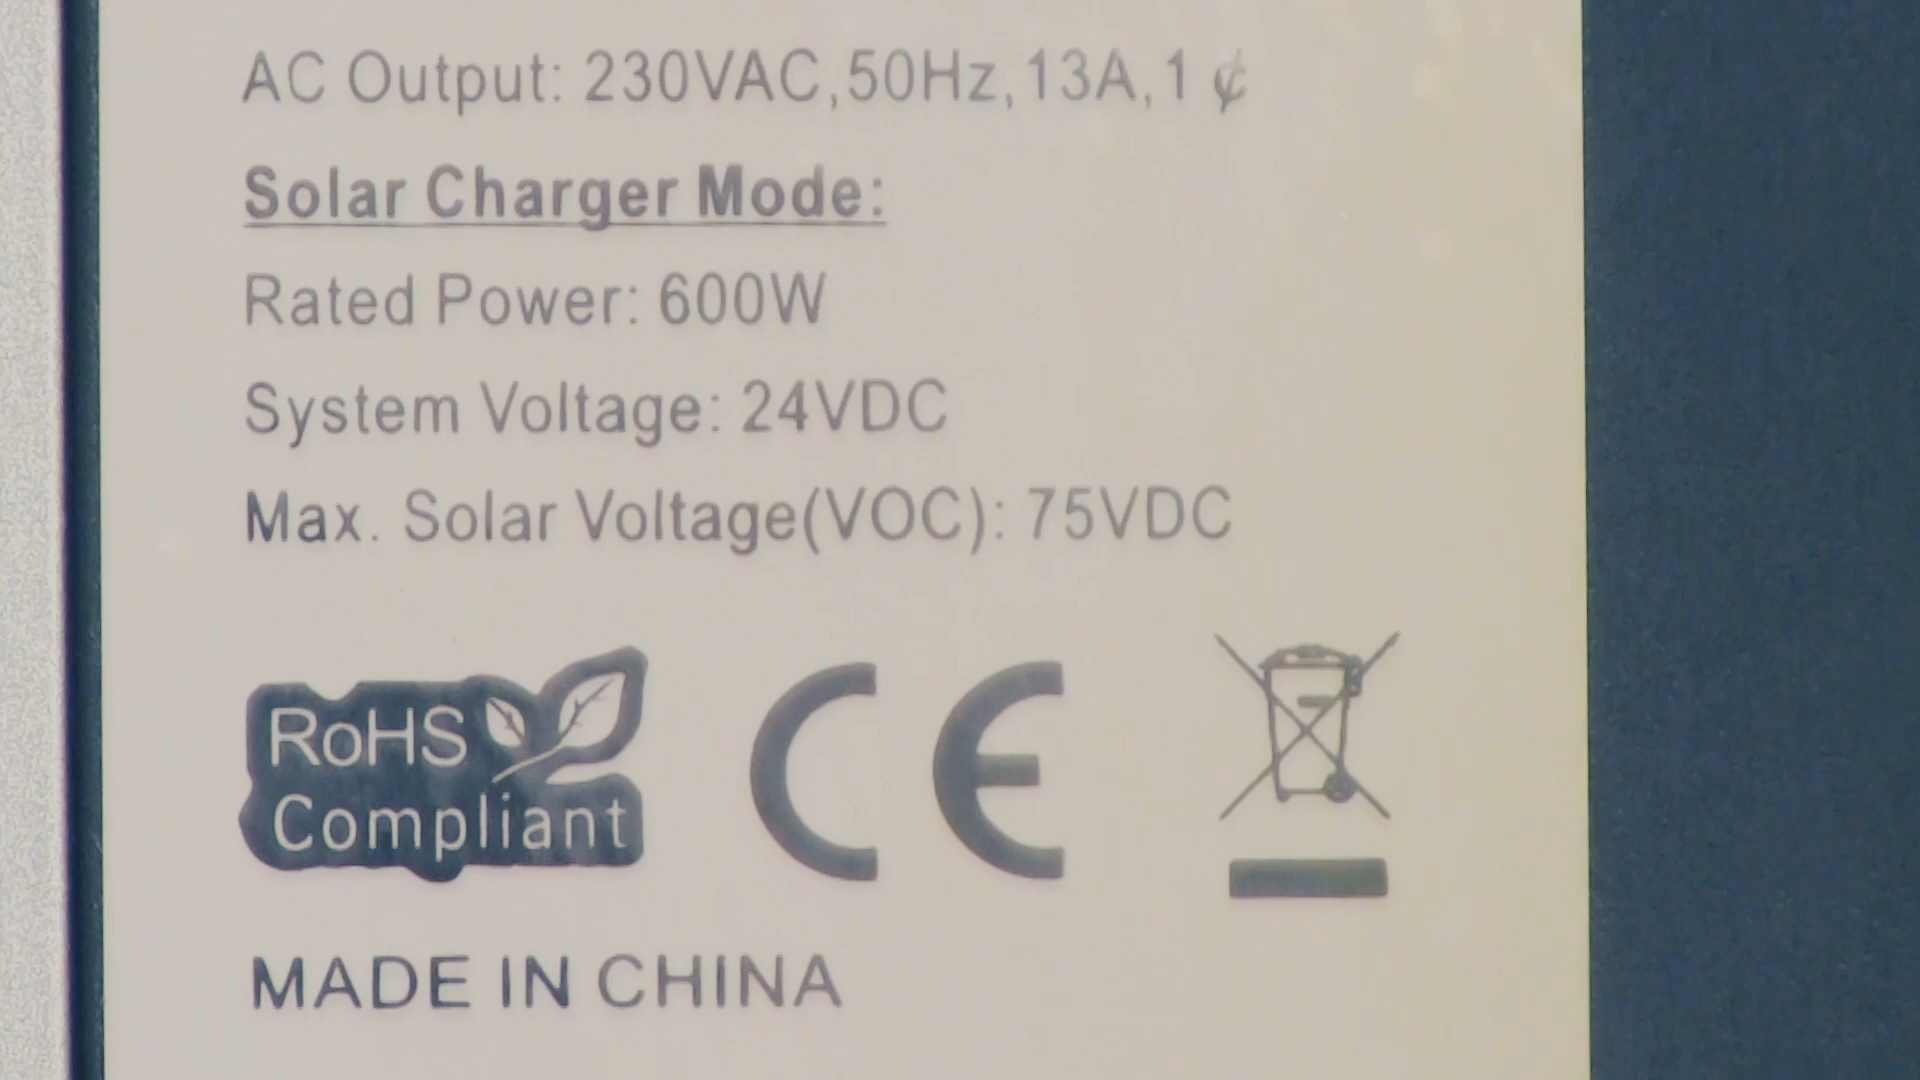 AC Output: 230VAC,50Hz,13A,1 ¢
Solar Charger Mode:
Rated Power: 600W
System Voltage: 24VDC
Max. Solar Voltage(VOC): 75VDC
RoHS
Compliant
CE
MADE IN CHINA